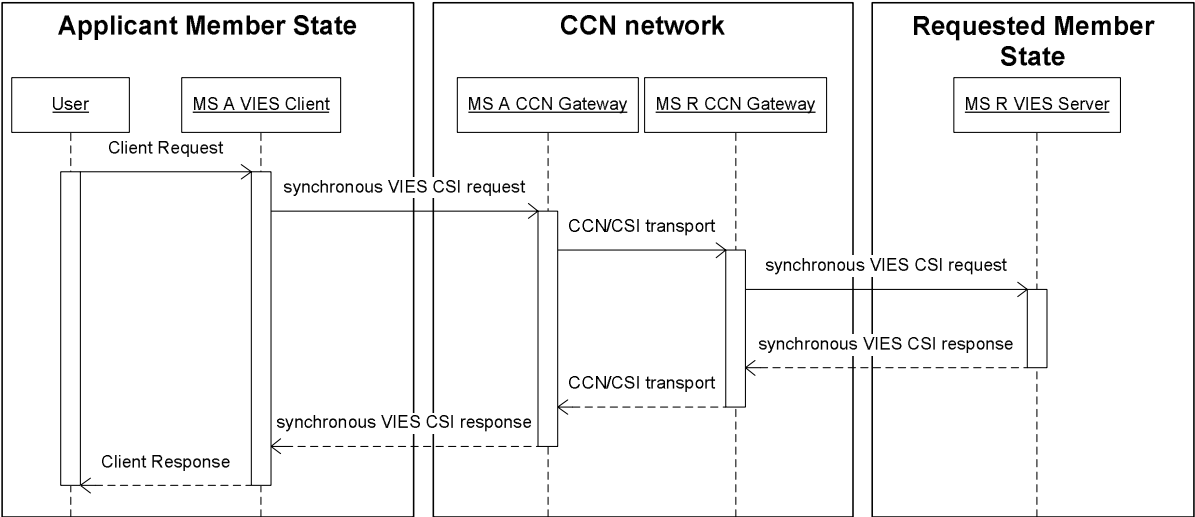 Applicant Member State
CCN network
Requested Member
State
User
MS A VIES Client
MS A CCN Gateway
MS R CCN Gateway
MS R VIES Server
Client Request
synchronous VIES CSI request
CCN/CSI transport
synchronous VIES CSI request
synchronous VIES CSI response
CCN/CSI transport
synchronous VIES CSI response
Client Response